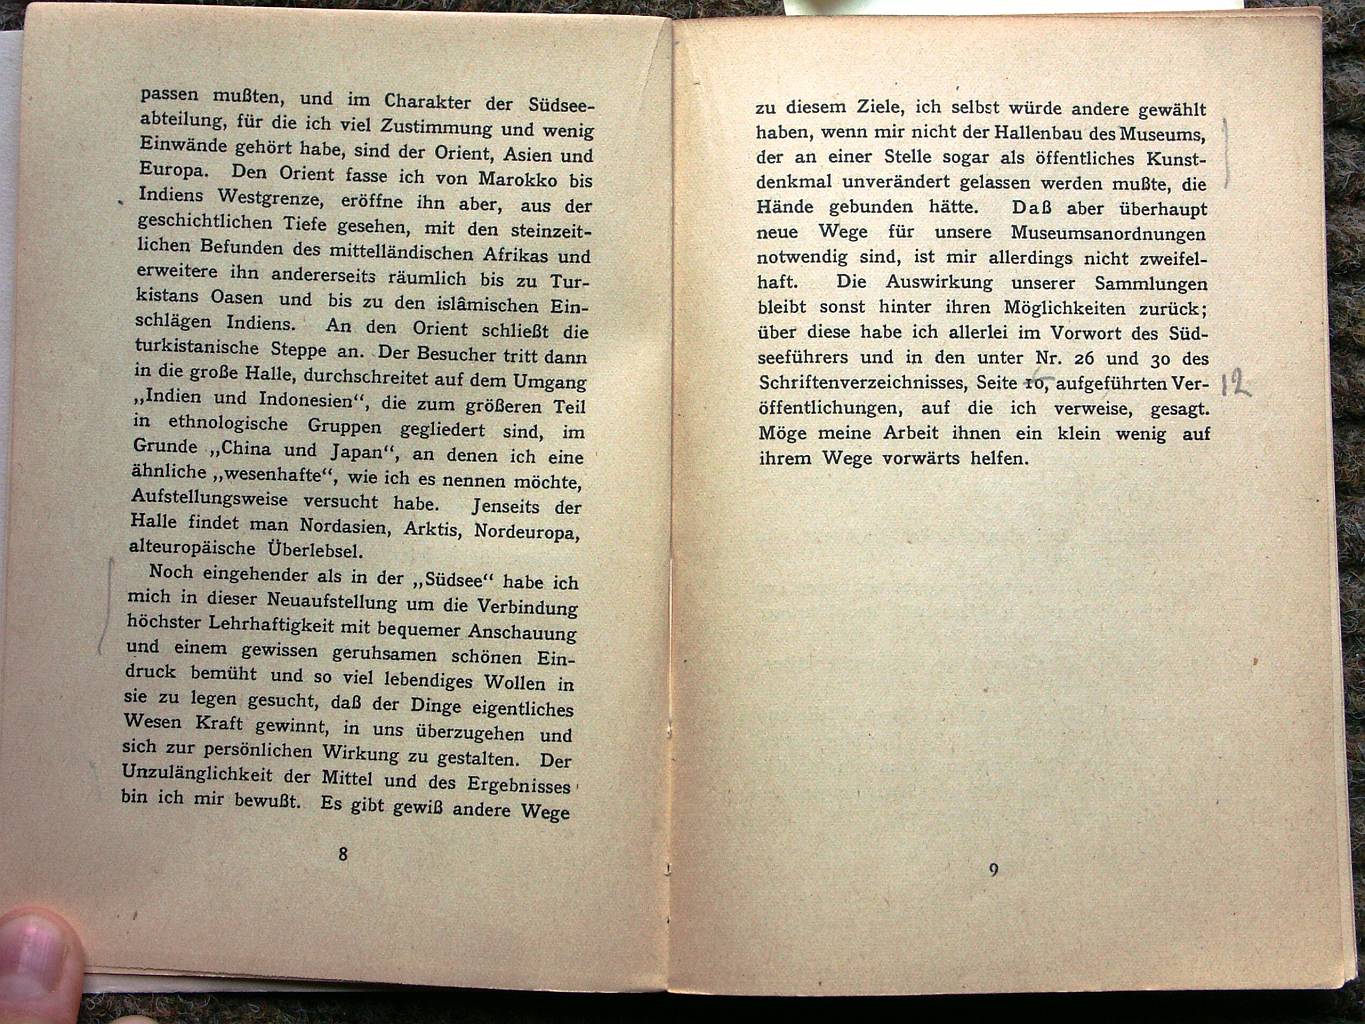 passen mußten, und im Charakter der Südsee-
abteilung, für die ich viel Zustimmung und wenig
Einwände gehört habe, sind der Orient, Asien und
Europa. Den Orient fasse ich von Marokko bis
Indiens Westgrenze, eröffne ihn aber, aus der
geschichtlichen Tiefe gesehen, mit den steinzeit-
lichen Befunden des mittelländischen Afrikas und
erweitere ihn andererseits räumlich bis zu Tur-
kistans Oasen und bis zu den islâmischen Ein-
schlägen Indiens. An den Orient schließt die
turkistanische Steppe an. Der Besucher tritt dann
in die große Halle, durchschreitet auf dem Umgang
„Indien und Indonesien“, die zum größeren Teil
in ethnologische Gruppen gegliedert sind, im
Grunde „China und Japan“, an denen ich eine
ähnliche „wesenhafte“, wie ich es nennen möchte,
Aufstellungsweise versucht habe. Jenseits der
Halle findet man Nordasien, Arktis, Nordeuropa,
alteuropäische Überlebsel.
Noch eingehender als in der „Südsee“ habe ich
mich in dieser Neuaufstellung um die Verbindung
höchster Lehrhaftigkeit mit bequemer Anschauung
und einem gewissen geruhsamen schönen Ein-
druck bemüht und so viel lebendiges Wollen in
sie zu legen gesucht, daß der Dinge eigentliches
Wesen Kraft gewinnt, in uns überzugehen und
sich zur persönlichen Wirkung zu gestalten. Der
Unzulänglichkeit der Mittel und des Ergebnisses
bin ich mir bewußt. Es gibt gewiß andere Wege
8
zu diesem Ziele, ich selbst würde andere gewählt
haben, wenn mir nicht der Hallenbau des Museums,
der an einer Stelle sogar als öffentliches Kunst-
denkmal unverändert gelassen werden mußte, die
Hände gebunden hätte. Daß aber überhaupt
neue Wege für unsere Museumsanordnungen
notwendig sind, ist mir allerdings nicht zweifel-
haft. Die Auswirkung unserer Sammlungen
bleibt sonst hinter ihren Möglichkeiten zurück;
über diese habe ich allerlei im Vorwort des Süd-
seeführers und in den unter Nr. 26 und 30 des
Schriftenverzeichnisses, Seite 10, aufgeführten Ver- 12
öffentlichungen, auf die ich verweise, gesagt.
Möge meine Arbeit ihnen ein klein wenig auf
ihrem Wege vorwärts helfen.
9